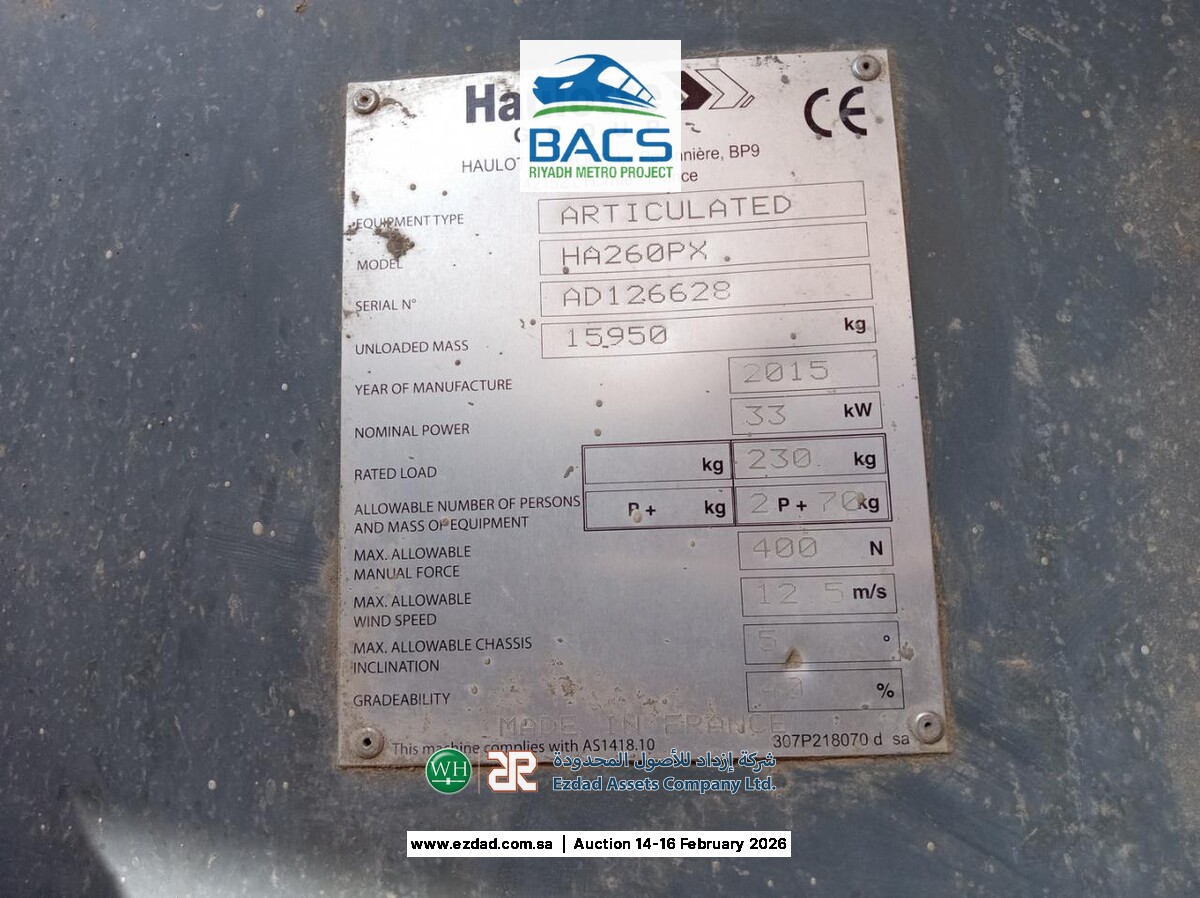 BACS
RIYADH METRO PROJECT
CE
EQUIPMENT TYPE ARTICULATED
MODEL HA260PX
SERIAL N° AD126628
UNLOADED MASS 15950 kg
YEAR OF MANUFACTURE 2015
NOMINAL POWER 33 kW
RATED LOAD kg 230 kg
ALLOWABLE NUMBER OF PERSONS
AND MASS OF EQUIPMENT P + kg 2 P + 70 kg
MAX. ALLOWABLE
MANUAL FORCE 400 N
MAX. ALLOWABLE
WIND SPEED 12 5 m/s
MAX. ALLOWABLE CHASSIS
INCLINATION 5 °
GRADEABILITY %
MADE IN FRANCE
This machine complies with AS1418.10 307P218070 d sa
WH
شركة إزداد للأصول المحدودة
Ezdad Assets Company Ltd.
www.ezdad.com.sa | Auction 14-16 February 2026